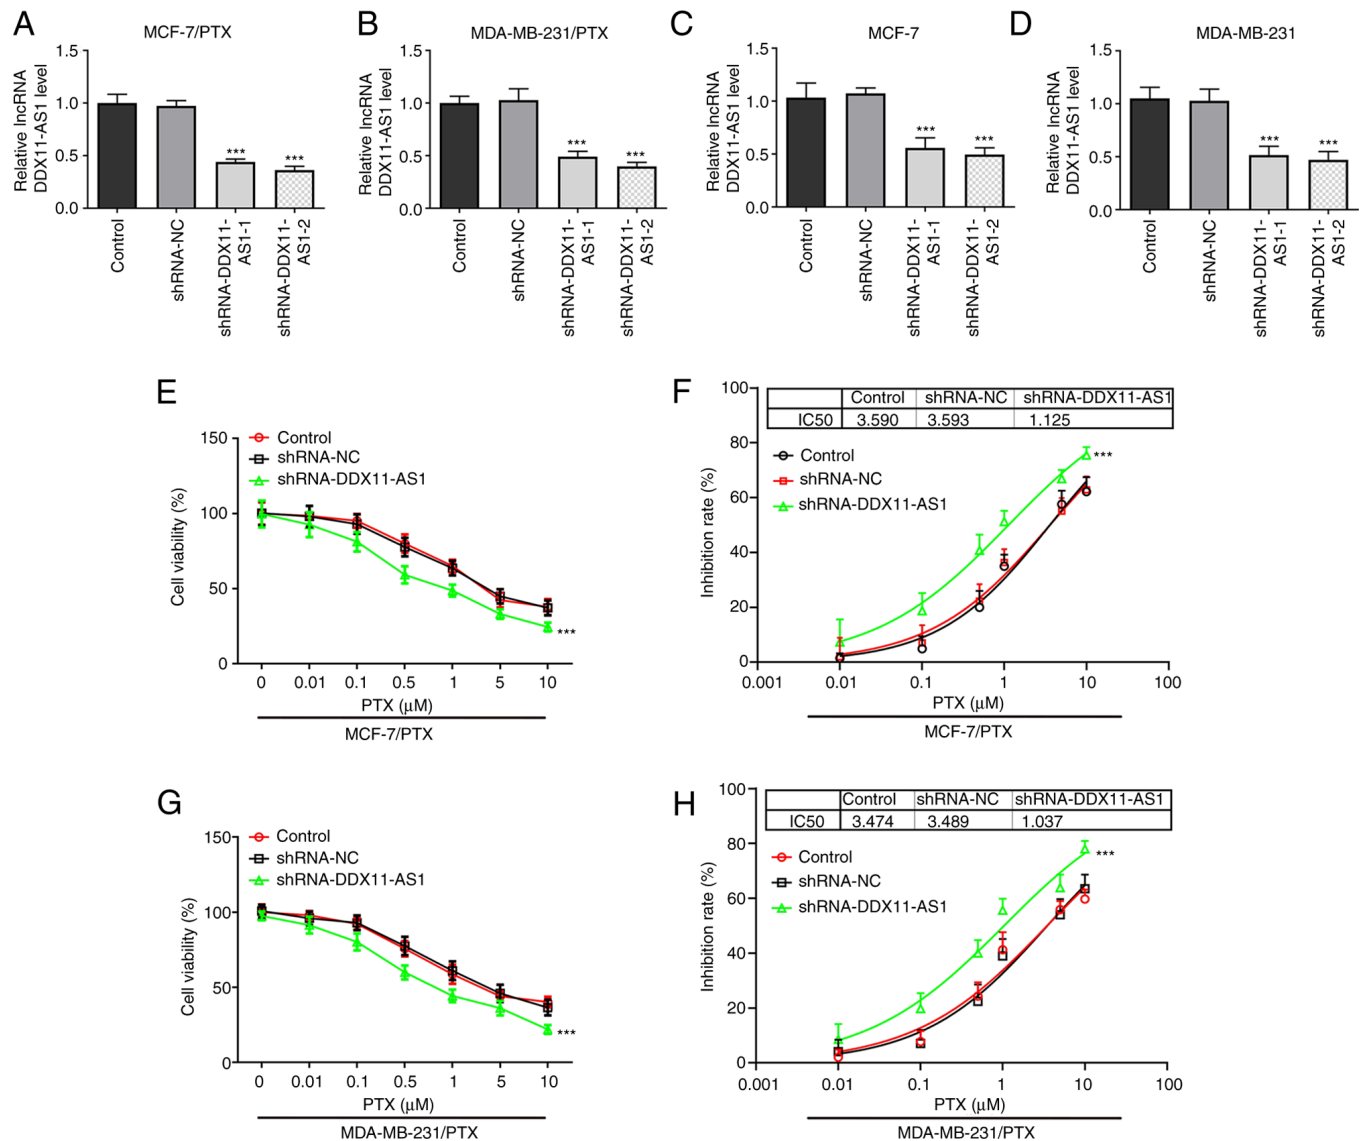 A
MCF-7/PTX
Relative lncRNA
DDX11-AS1 level
1.5
1.0
0.5
0.0
***
***
Control
shRNA-NC
shRNA-DDX11-
AS1-1
shRNA-DDX11-
AS1-2
B
MDA-MB-231/PTX
Relative lncRNA
DDX11-AS1 level
1.5
1.0
0.5
0.0
***
***
Control
shRNA-NC
shRNA-DDX11-
AS1-1
shRNA-DDX11-
AS1-2
C
MCF-7
Relative lncRNA
DDX11-AS1 level
1.5
1.0
0.5
0.0
***
***
Control
shRNA-NC
shRNA-DDX11-
AS1-1
shRNA-DDX11-
AS1-2
D
MDA-MB-231
Relative lncRNA
DDX11-AS1 level
1.5
1.0
0.5
0.0
***
***
Control
shRNA-NC
shRNA-DDX11-
AS1-1
shRNA-DDX11-
AS1-2
E
Control
shRNA-NC
shRNA-DDX11-AS1
Cell viability (%)
150
100
50
0
***
0 0.01 0.1 0.5 1 5 10
PTX (µM)
MCF-7/PTX
F
Control shRNA-NC shRNA-DDX11-AS1
IC50 3.590 3.593 1.125
Control
shRNA-NC
shRNA-DDX11-AS1
Inhibition rate (%)
100
80
60
40
20
0
***
0.001 0.01 0.1 1 10 100
PTX (µM)
MCF-7/PTX
G
Control
shRNA-NC
shRNA-DDX11-AS1
Cell viability (%)
150
100
50
0
***
0 0.01 0.1 0.5 1 5 10
PTX (µM)
MDA-MB-231/PTX
H
Control shRNA-NC shRNA-DDX11-AS1
IC50 3.474 3.489 1.037
Control
shRNA-NC
shRNA-DDX11-AS1
Inhibition rate (%)
100
80
60
40
20
0
***
0.001 0.01 0.1 1 10 100
PTX (µM)
MDA-MB-231/PTX